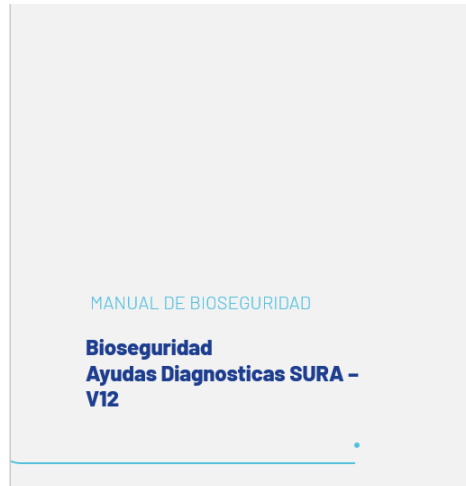 MANUAL DE BIOSEGURIDAD
Bioseguridad
Ayudas Diagnosticas SURA –
V12